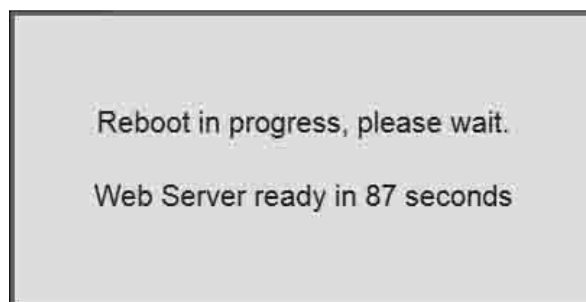 Reboot in progress, please wait.
Web Server ready in 87 seconds